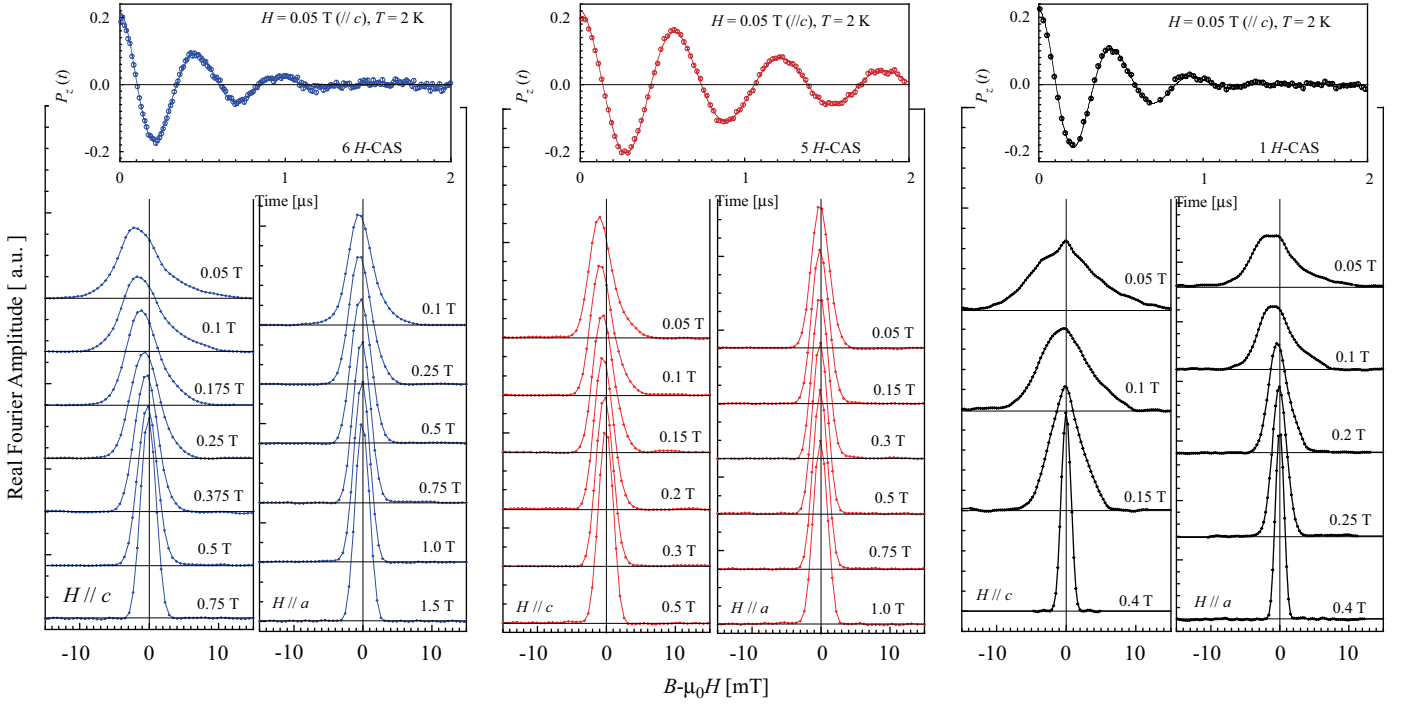 Real Fourier Amplitude [ a.u. ]
0.2
0.0
-0.2
P_z (t)
H = 0.05 T (// c), T = 2 K
6 H-CAS
0
1
2
Time [μs]
0.05 T
0.1 T
0.175 T
0.25 T
0.375 T
0.5 T
0.75 T
H // c
-10
0
10
0.1 T
0.25 T
0.5 T
0.75 T
1.0 T
1.5 T
H // a
-10
0
10
0.2
0.0
-0.2
P_z (t)
H = 0.05 T (//c), T = 2 K
5 H-CAS
0
1
2
Time [μs]
0.05 T
0.1 T
0.15 T
0.2 T
0.3 T
0.5 T
H // c
-10
0
10
0.05 T
0.15 T
0.3 T
0.5 T
0.75 T
1.0 T
H // a
-10
0
10
0.2
0.0
-0.2
P_z (t)
H = 0.05 T (// c), T = 2 K
1 H-CAS
0
1
2
Time [μs]
0.05 T
0.1 T
0.15 T
0.4 T
H // c
-10
0
10
0.05 T
0.1 T
0.2 T
0.25 T
0.4 T
H // a
-10
0
10
B-μ₀H [mT]